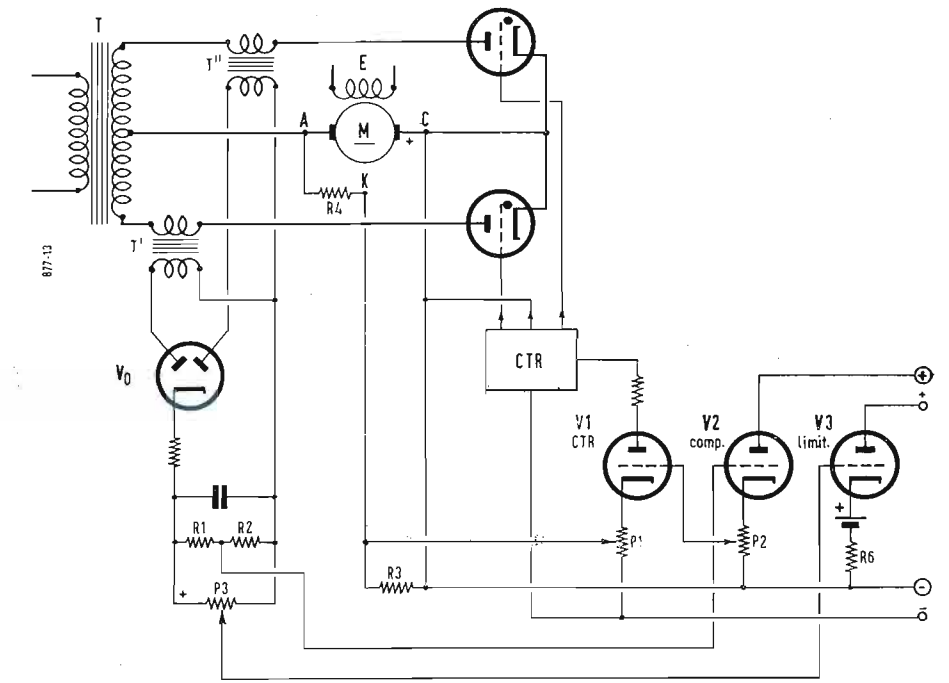 T
T"
E
A
M
+
C
K
R4
T'
877-13
V0
CTR
V1
CTR
V2
comp.
V3
limit.
+
+
+
R1
R2
P3
+
R3
P1
P2
R6
-
-